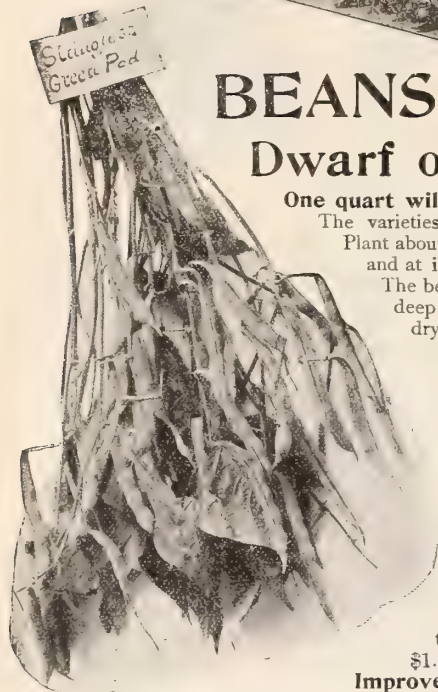 Stringless
Green Pod
BEANS
Dwarf o
One quart wil
The varieties
Plant abou
and at i
The be
deep
dry
t
$1.
Improve